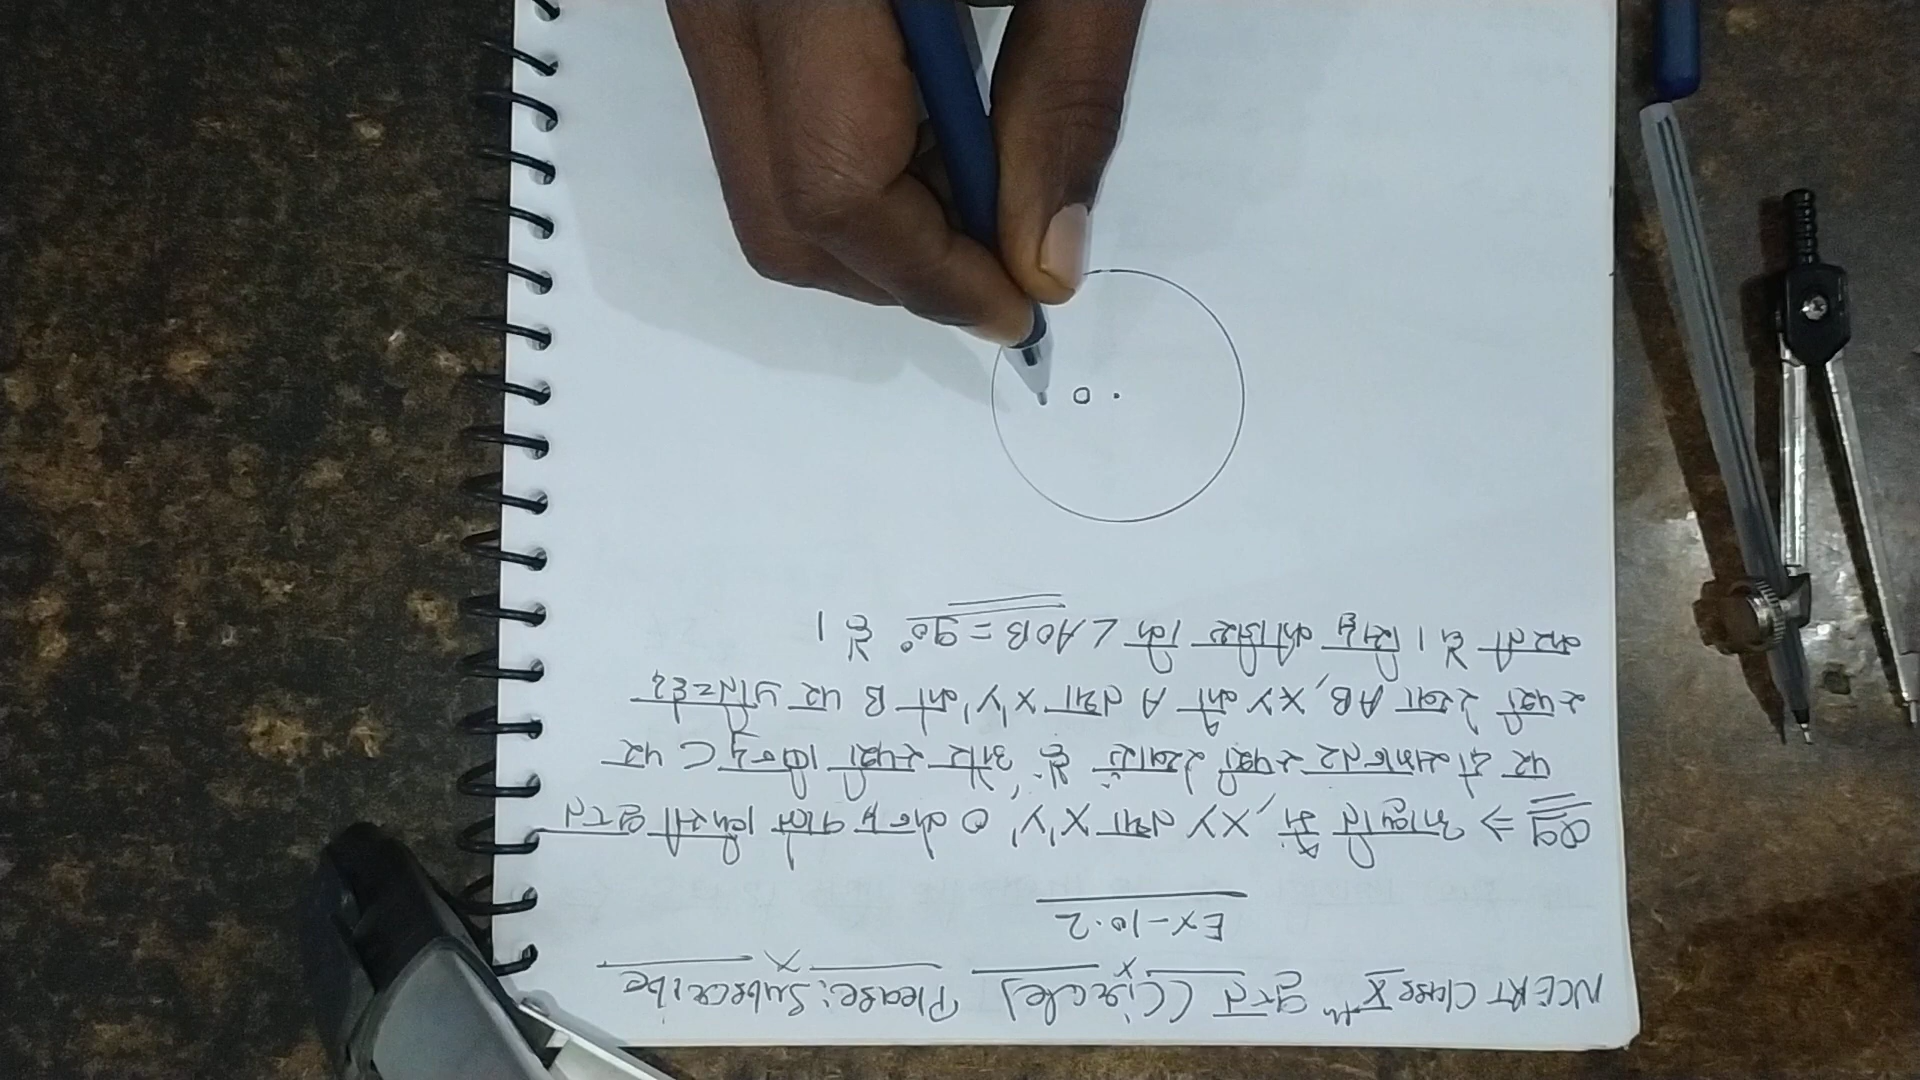 NCERT Class Xth वृत्त (Circle) Please; Subscribe
Ex-10.2
Q9 ⇒ आकृति में, XY तथा X'Y', O केन्द्र वाले किसी वृत्त
पर दो समांतर स्पर्श रेखाएँ हैं, और स्पर्श बिन्दु C पर
स्पर्श रेखा AB, XY को A तथा X'Y' को B पर प्रतिच्छेद
करती है। सिद्ध कीजिए कि ∠AOB = 90° है।
O